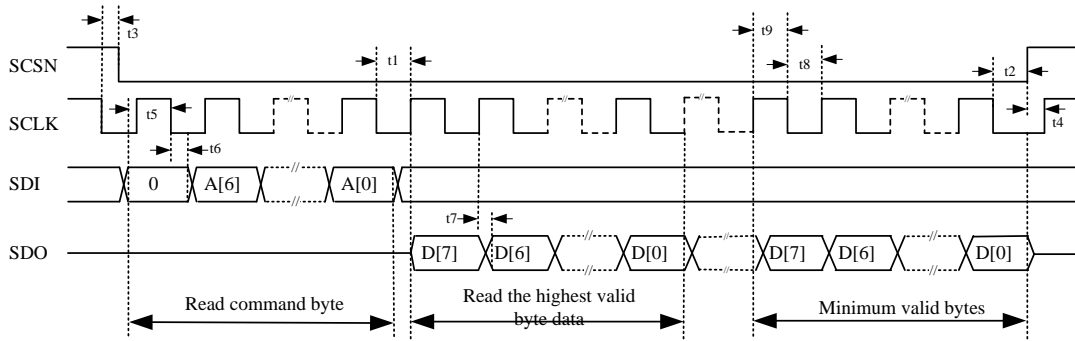 t3
t9
SCSN
t1
t8
t2
SCLK
t5
t4
t6
SDI 0 A[6] A[0]
t7
SDO D[7] D[6] D[0] D[7] D[6] D[0]
Read command byte
Read the highest valid
byte data
Minimum valid bytes